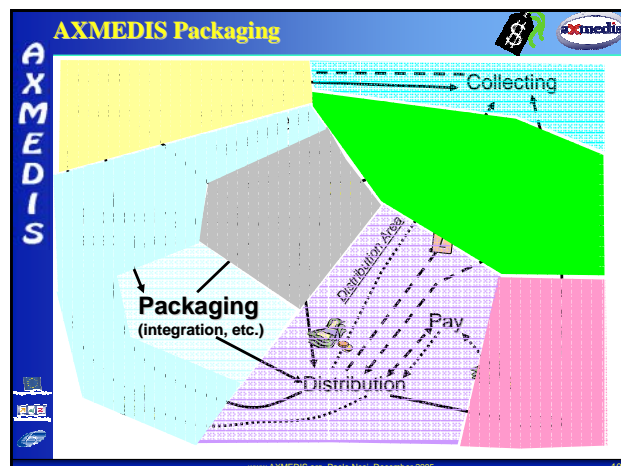 AXMEDIS Packaging
axmedis
AXMEDIS
Collecting
Distribution Area
Packaging
(integration, etc.)
Pay
Distribution